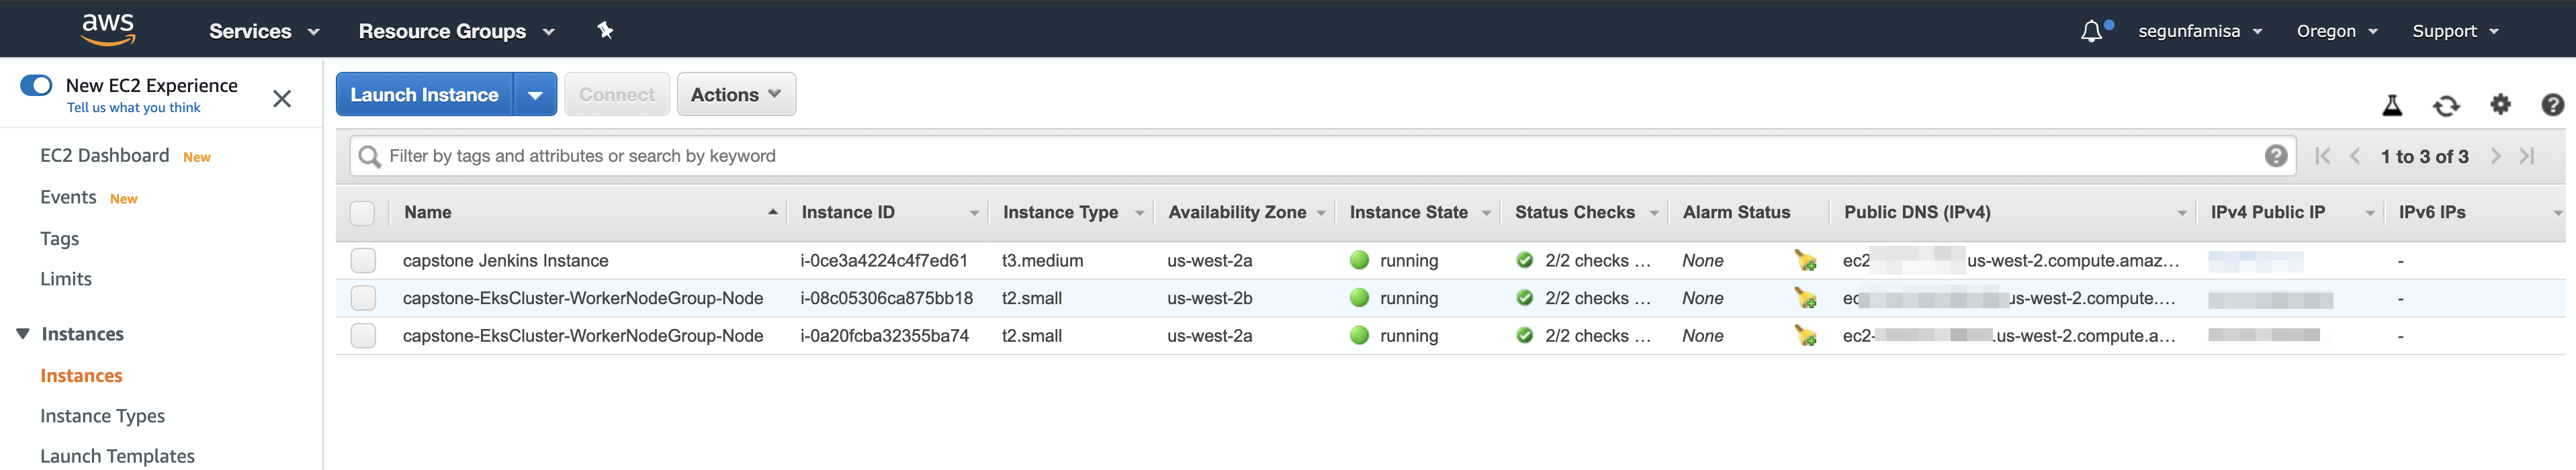 aws Services Resource Groups segunfamisa Oregon Support
New EC2 Experience
Tell us what you think
EC2 Dashboard New
Events New
Tags
Limits
Instances
Instances
Instance Types
Launch Templates
Launch Instance Connect Actions
Filter by tags and attributes or search by keyword 1 to 3 of 3
Name Instance ID Instance Type Availability Zone Instance State Status Checks Alarm Status Public DNS (IPv4) IPv4 Public IP IPv6 IPs
capstone Jenkins Instance i-0ce3a4224c4f7ed61 t3.medium us-west-2a running 2/2 checks ... None ec2 us-west-2.compute.amaz... -
capstone-EksCluster-WorkerNodeGroup-Node i-08c05306ca875bb18 t2.small us-west-2b running 2/2 checks ... None ec us-west-2.compute.... -
capstone-EksCluster-WorkerNodeGroup-Node i-0a20fcba32355ba74 t2.small us-west-2a running 2/2 checks ... None ec2- .us-west-2.compute.a... -